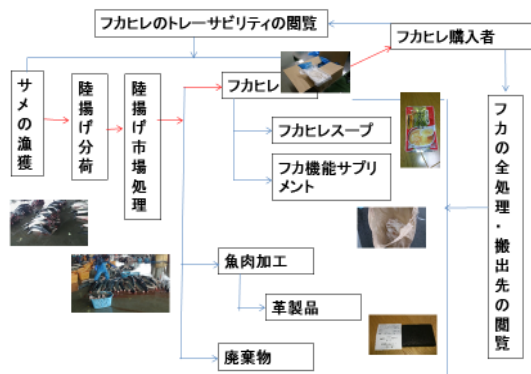 フカヒレのトレーサビリティの閲覧
フカヒレ購入者
サメの漁獲
陸揚げ分荷
陸揚げ市場処理
フカヒレ
フカヒレスープ
フカ機能サプリ
メント
魚肉加工
革製品
廃棄物
フカの全処理・搬出先の閲覧